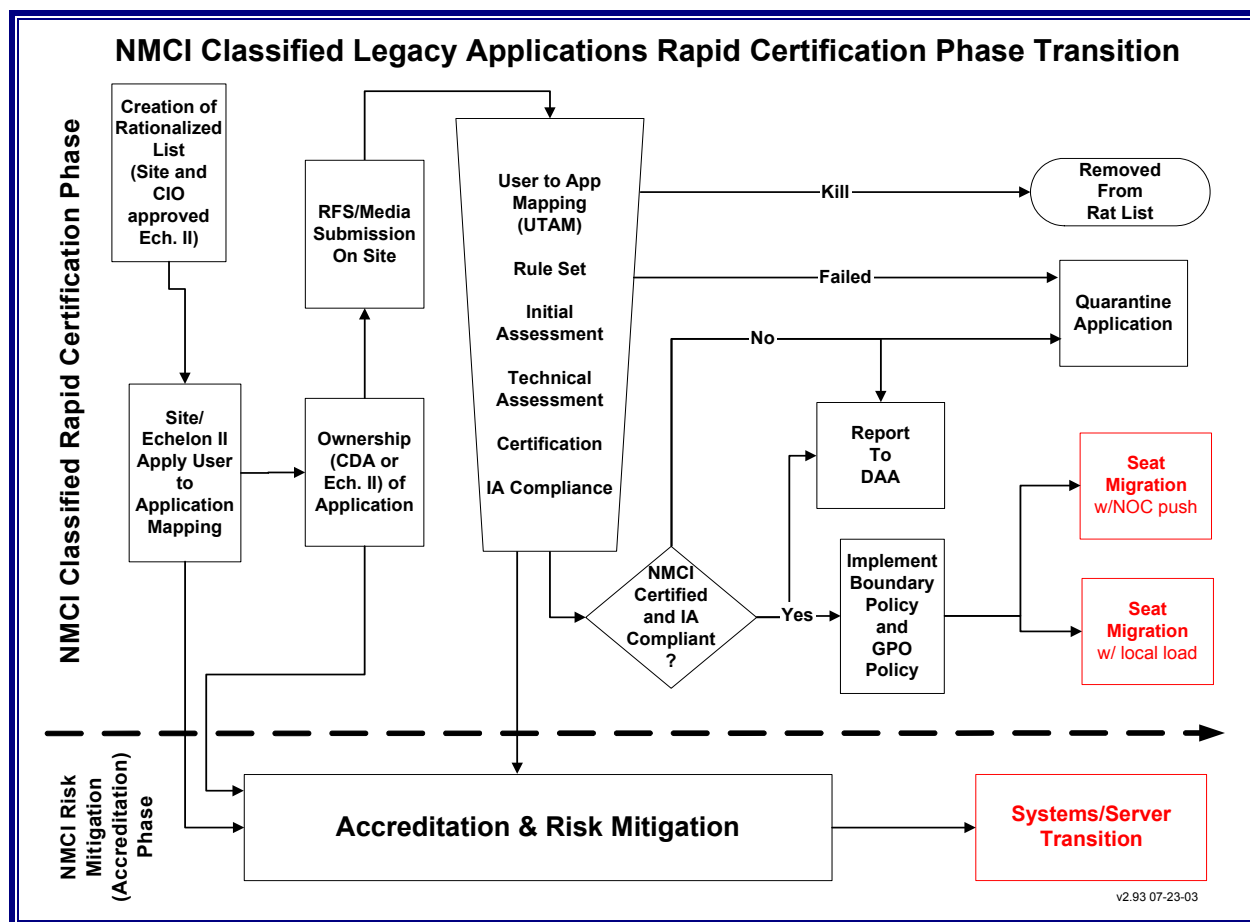 NMCI Classified Legacy Applications Rapid Certification Phase Transition
NMCI Classified Rapid Certification Phase
Creation of
Rationalized
List
(Site and
CIO
approved
Ech. II)
Site/
Echelon II
Apply User
to
Application
Mapping
RFS/Media
Submission
On Site
Ownership
(CDA or
Ech. II) of
Application
User to App
Mapping
(UTAM)
Rule Set
Initial
Assessment
Technical
Assessment
Certification
IA Compliance
Kill
Removed
From
Rat List
Failed
Quarantine
Application
No
Report
To
DAA
NMCI
Certified
and IA
Compliant
?
Yes
Implement
Boundary
Policy
and
GPO
Policy
Seat
Migration
w/NOC push
Seat
Migration
w/ local load
NMCI Risk
Mitigation
(Accreditation)
Phase
Accreditation & Risk Mitigation
Systems/Server
Transition
v2.93 07-23-03